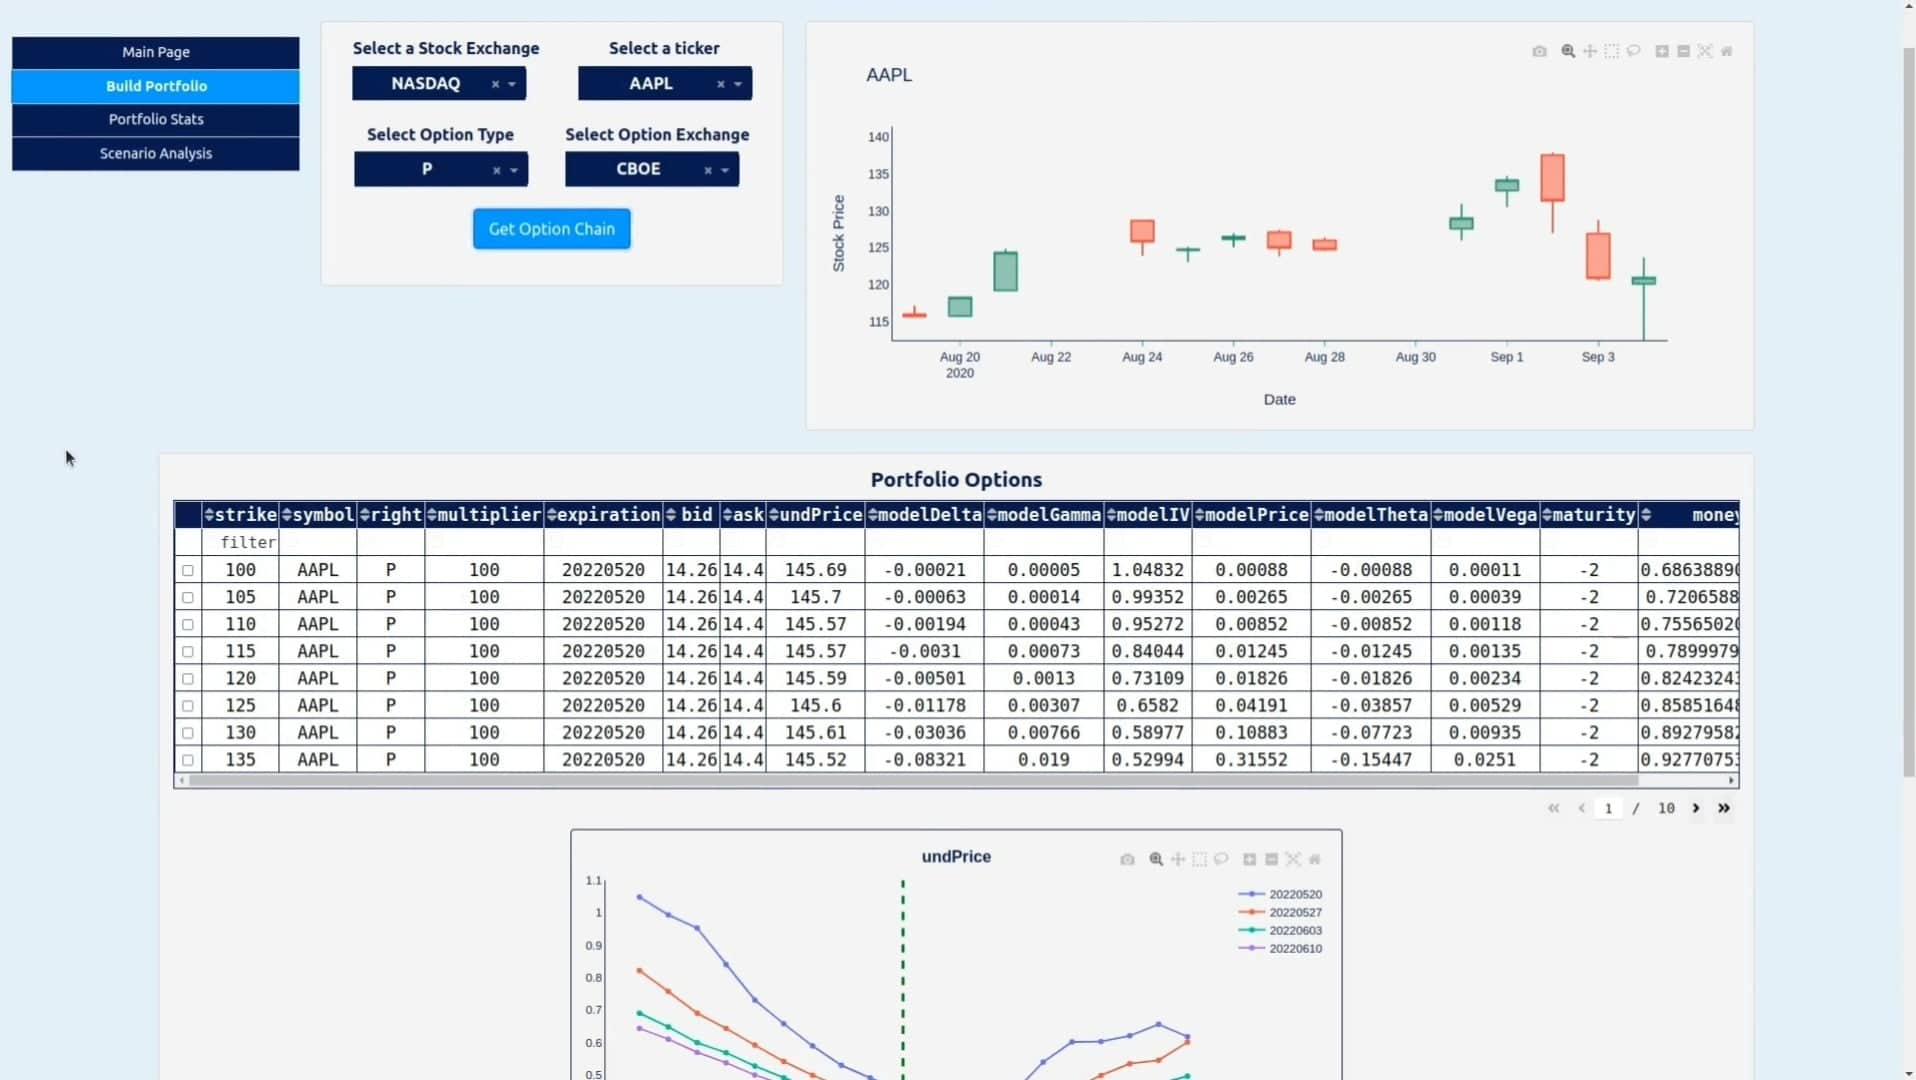 Main Page
Build Portfolio
Portfolio Stats
Scenario Analysis
Select a Stock Exchange Select a ticker
NASDAQ × AAPL ×
Select Option Type Select Option Exchange
P × CBOE ×
Get Option Chain
AAPL
140
135
130
125
120
115
Stock Price
Aug 20 Aug 22 Aug 24 Aug 26 Aug 28 Aug 30 Sep 1 Sep 3
2020
Date
Portfolio Options
strike symbol right multiplier expiration bid ask undPrice modelDelta modelGamma modelIV modelPrice modelTheta modelVega maturity money
filter
100 AAPL P 100 20220520 14.26 14.4 145.69 -0.00021 0.00005 1.04832 0.00088 -0.00088 0.00011 -2 0.68638890
105 AAPL P 100 20220520 14.26 14.4 145.7 -0.00063 0.00014 0.99352 0.00265 -0.00265 0.00039 -2 0.7206588
110 AAPL P 100 20220520 14.26 14.4 145.57 -0.00194 0.00043 0.95272 0.00852 -0.00852 0.00118 -2 0.75565020
115 AAPL P 100 20220520 14.26 14.4 145.57 -0.0031 0.00073 0.84044 0.01245 -0.01245 0.00135 -2 0.7899979
120 AAPL P 100 20220520 14.26 14.4 145.59 -0.00501 0.0013 0.73109 0.01826 -0.01826 0.00234 -2 0.82423243
125 AAPL P 100 20220520 14.26 14.4 145.6 -0.01178 0.00307 0.6582 0.04191 -0.03857 0.00529 -2 0.85851648
130 AAPL P 100 20220520 14.26 14.4 145.61 -0.03036 0.00766 0.58977 0.10883 -0.07723 0.00935 -2 0.89279582
135 AAPL P 100 20220520 14.26 14.4 145.52 -0.08321 0.019 0.52994 0.31552 -0.15447 0.0251 -2 0.92770753
« ‹ 1 / 10 › »
undPrice
1.1
1
0.9
0.8
0.7
0.6
0.5
20220520
20220527
20220603
20220610